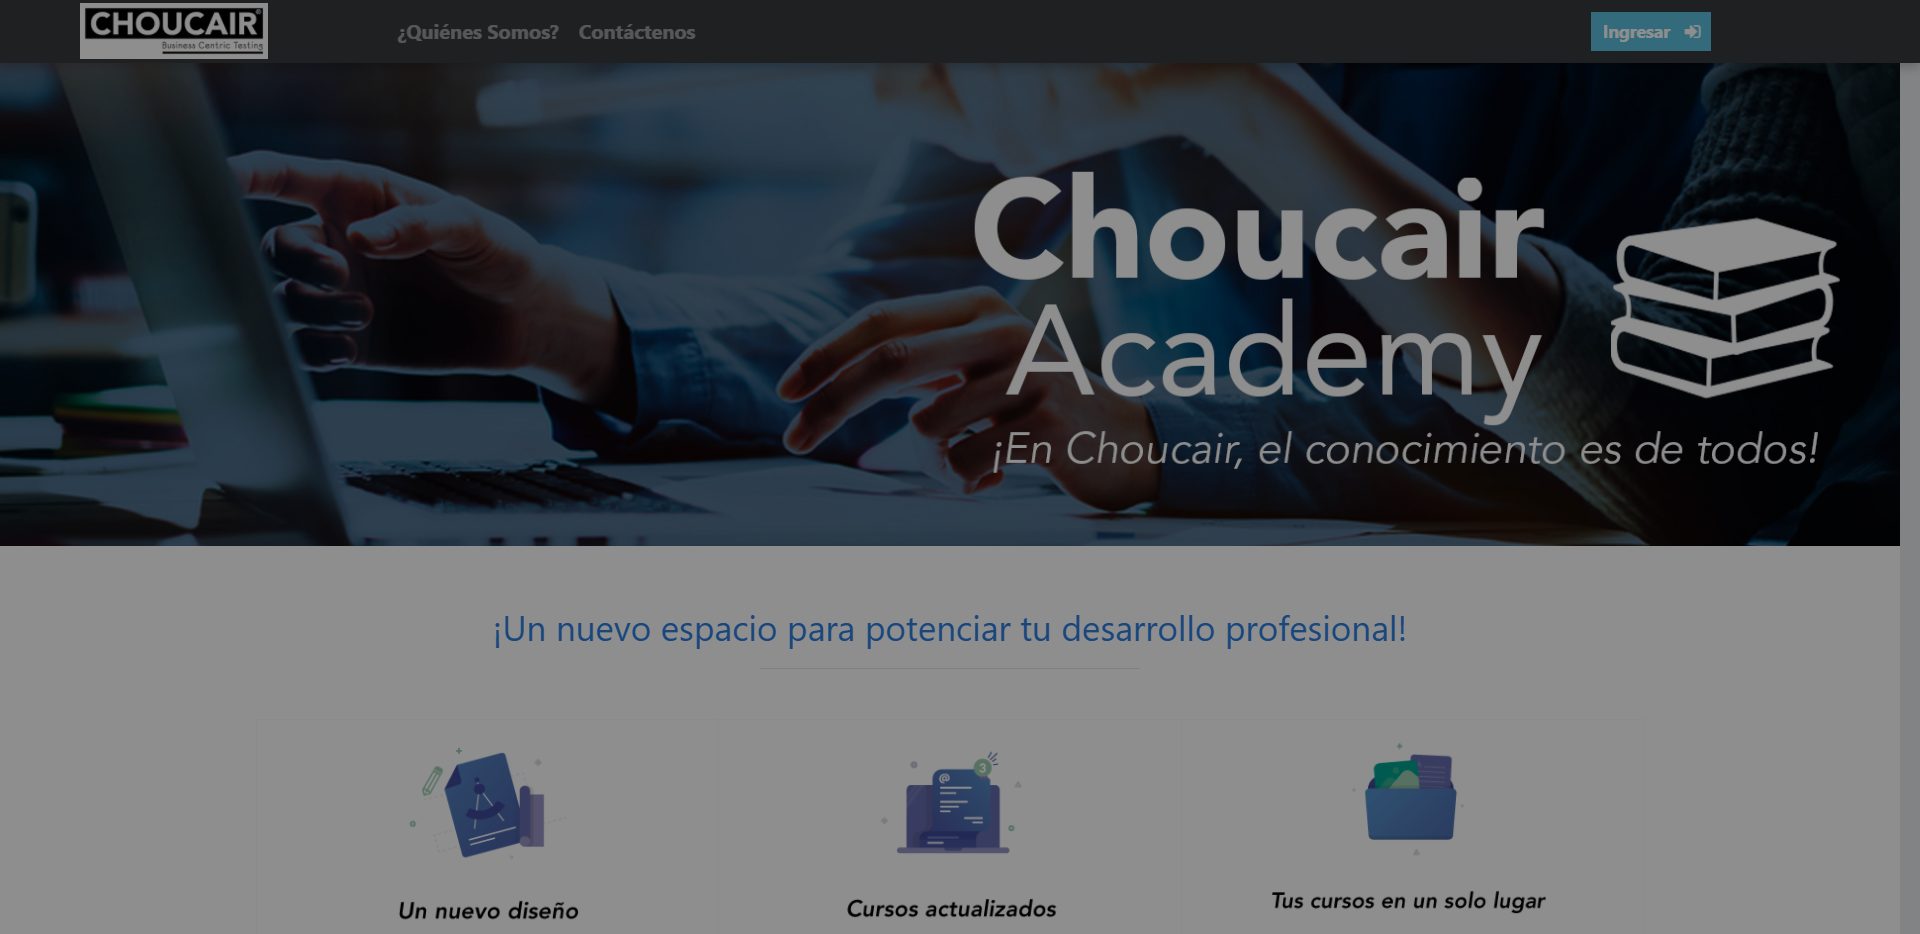 CHOUCAIR®
Business Centric Testing
¿Quiénes Somos?
Contáctenos
Ingresar
Choucair
Academy
¡En Choucair, el conocimiento es de todos!
¡Un nuevo espacio para potenciar tu desarrollo profesional!
@
3
Un nuevo diseño
Cursos actualizados
Tus cursos en un solo lugar